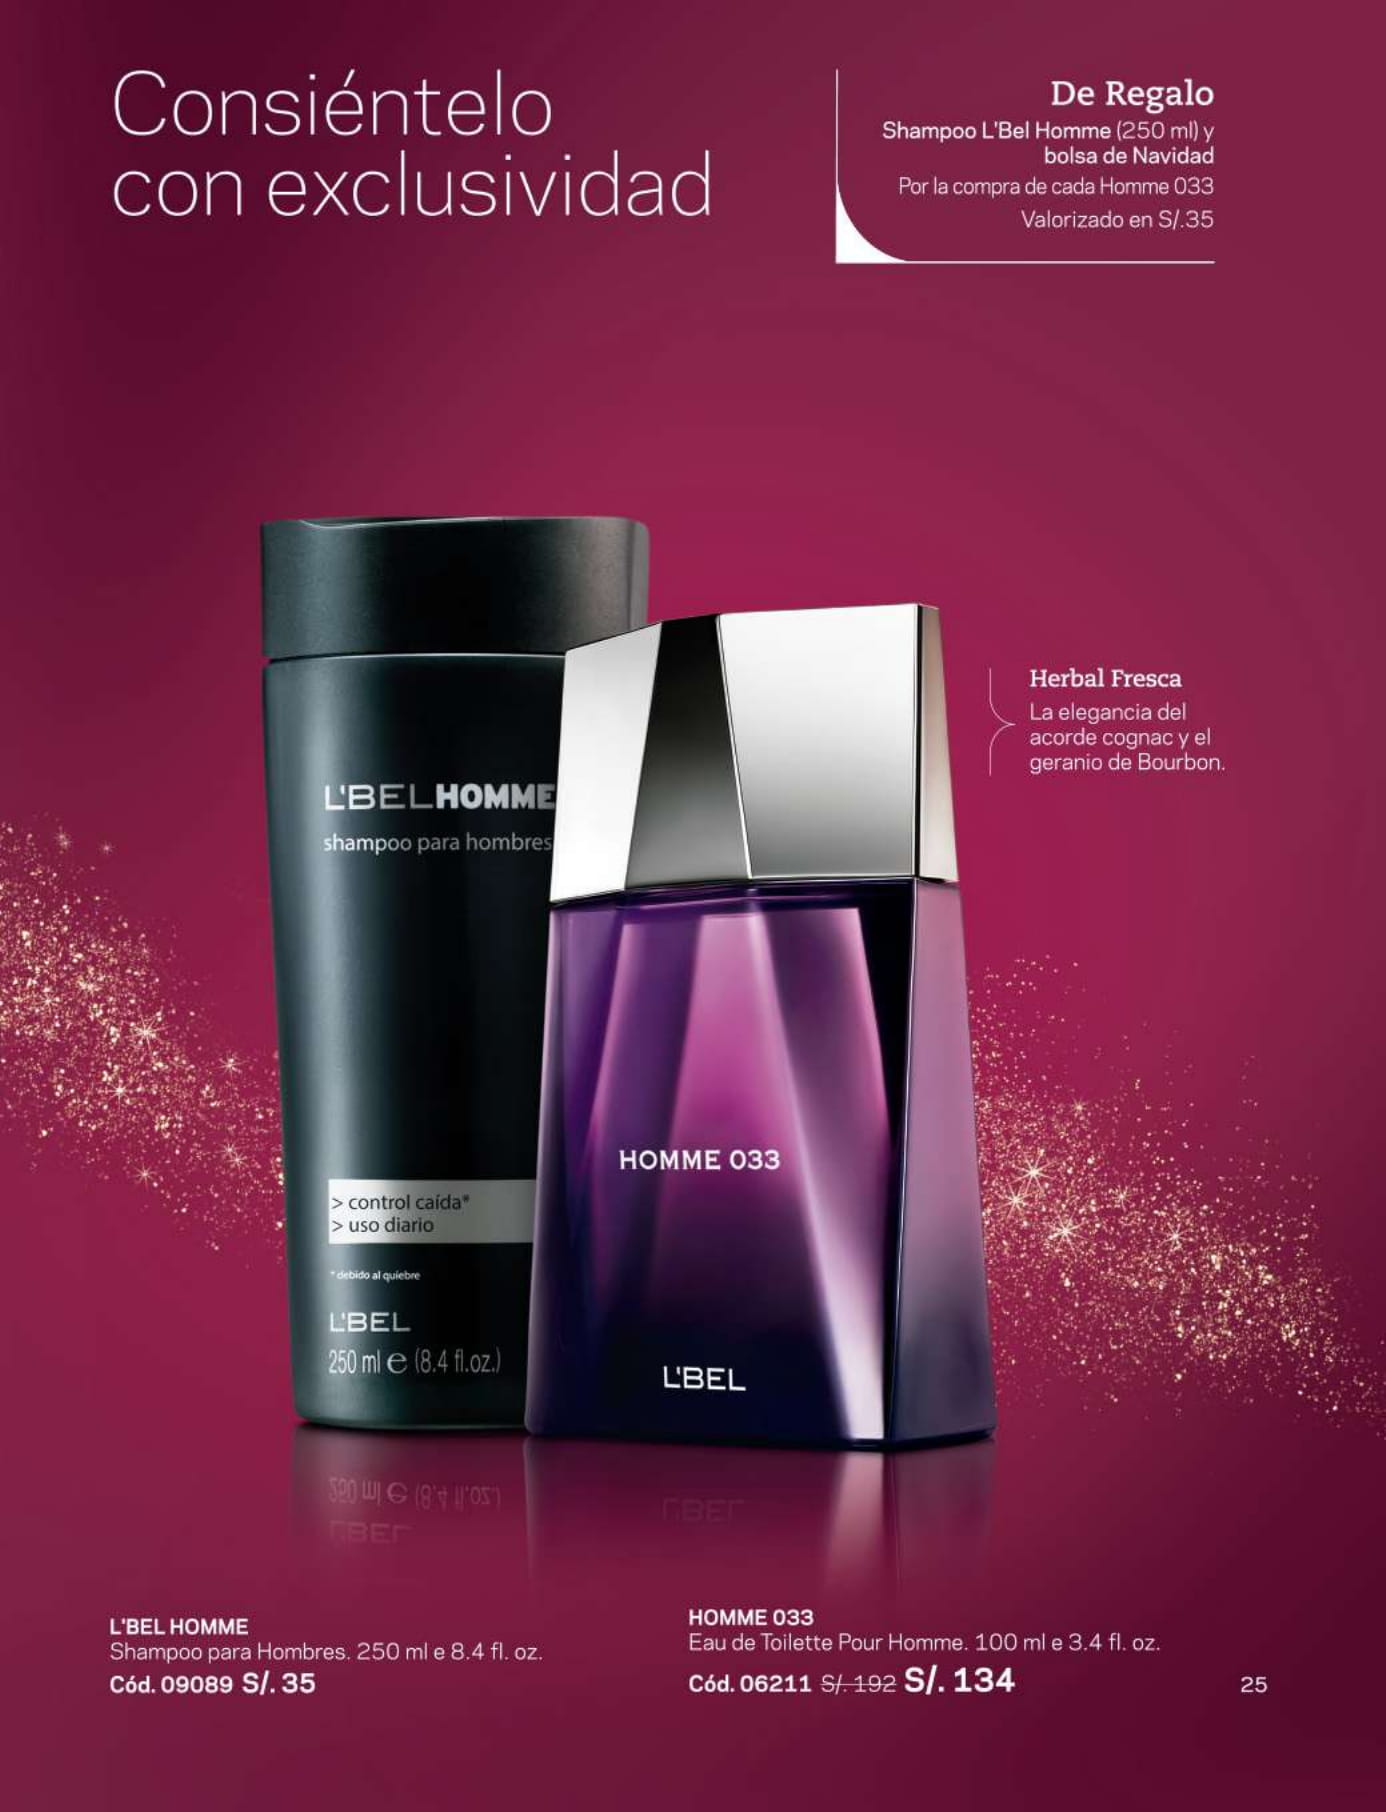 Consiéntelo
con exclusividad
De Regalo
Shampoo L'Bel Homme (250 ml) y
bolsa de Navidad
Por la compra de cada Homme 033
Valorizado en S/.35
Herbal Fresca
La elegancia del
acorde cognac y el
geranio de Bourbon.
L'BELHOMME
shampoo para hombres
> control caída*
> uso diario
* debido al quiebre
L'BEL
250 ml e (8.4 fl.oz.)
HOMME 033
L'BEL
L'BEL HOMME
Shampoo para Hombres. 250 ml e 8.4 fl. oz.
Cód. 09089 S/. 35
HOMME 033
Eau de Toilette Pour Homme. 100 ml e 3.4 fl. oz.
Cód. 06211 S/. 192 S/. 134
25